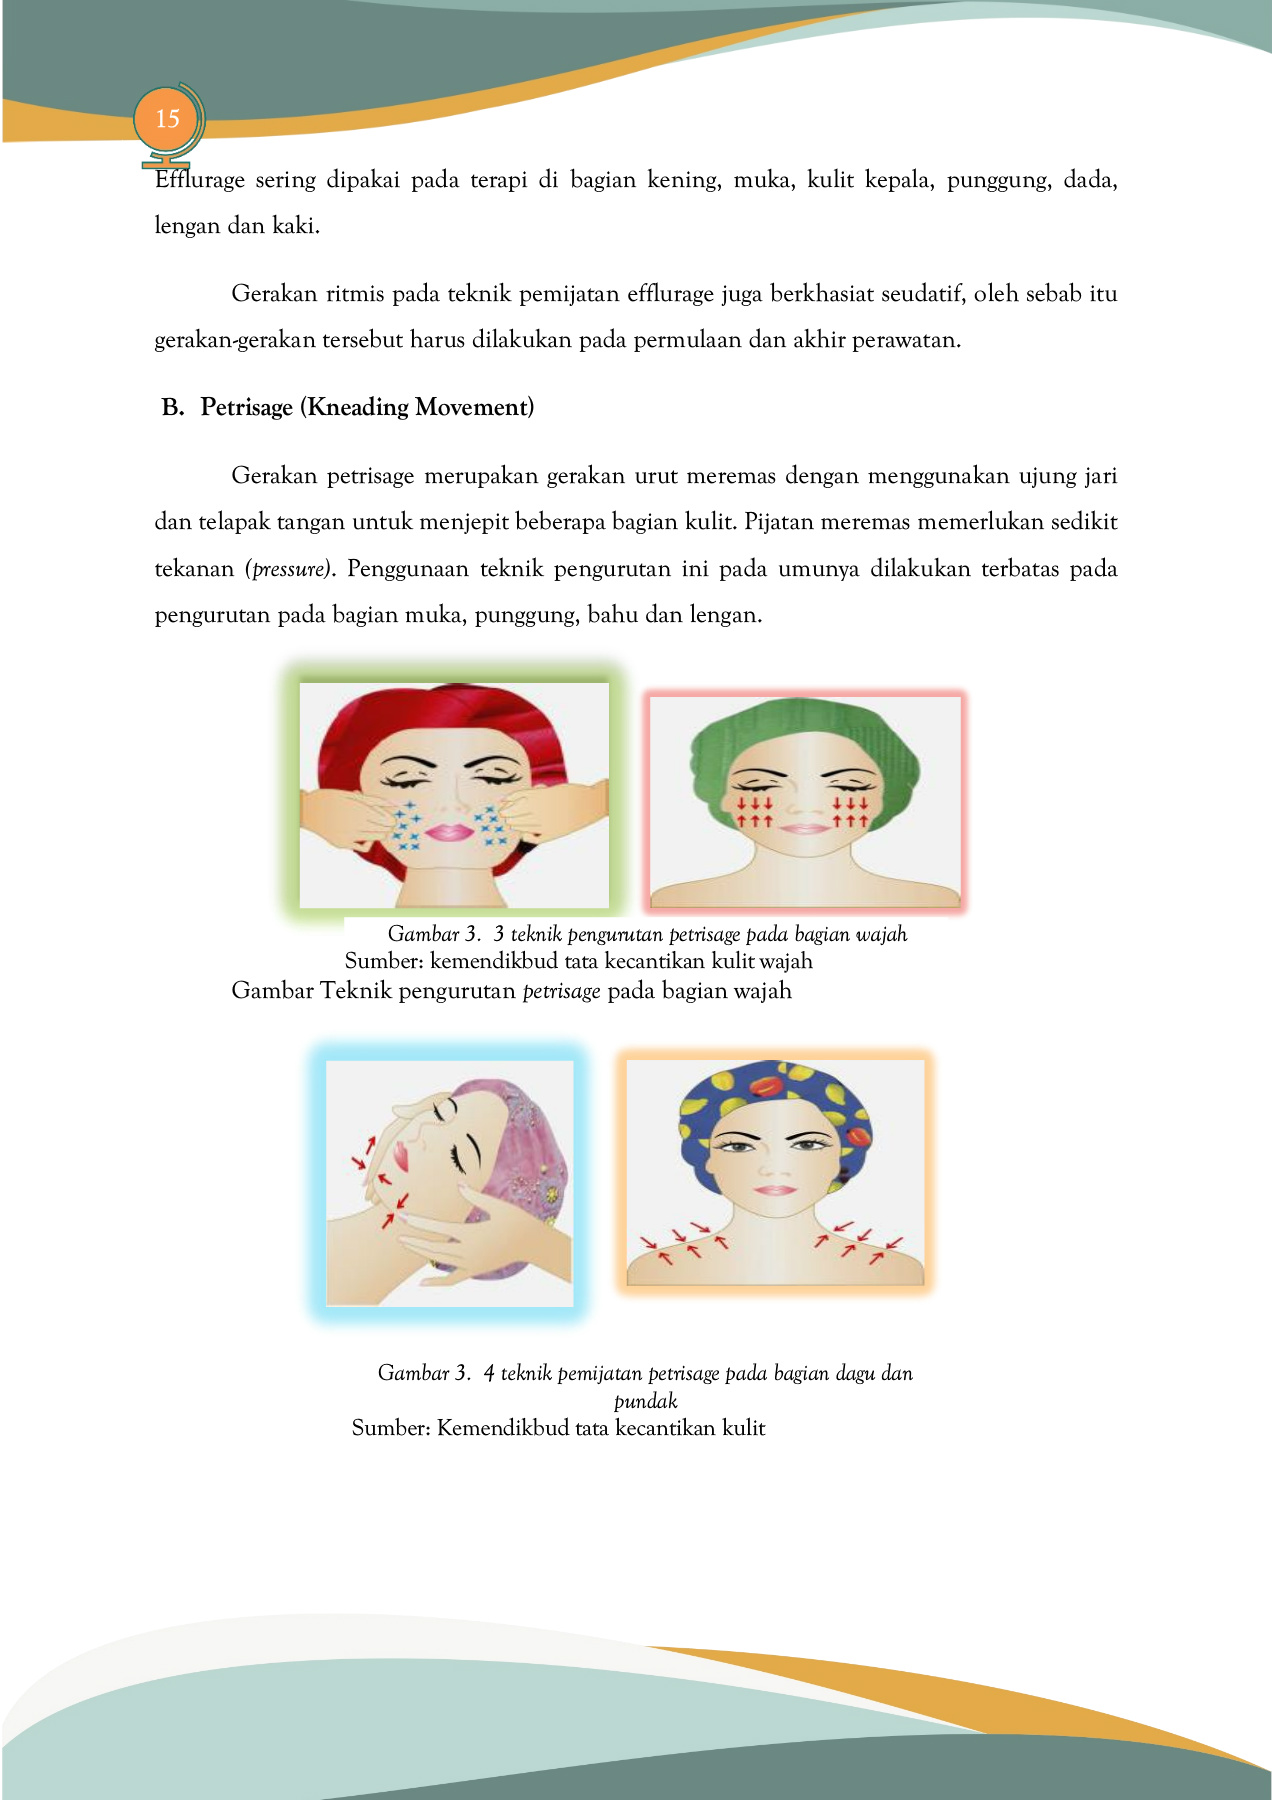 15
Efflurage sering dipakai pada terapi di bagian kening, muka, kulit kepala, punggung, dada,
lengan dan kaki.
Gerakan ritmis pada teknik pemijatan efflurage juga berkhasiat seudatif, oleh sebab itu
gerakan-gerakan tersebut harus dilakukan pada permulaan dan akhir perawatan.
B. Petrisage (Kneading Movement)
Gerakan petrisage merupakan gerakan urut meremas dengan menggunakan ujung jari
dan telapak tangan untuk menjepit beberapa bagian kulit. Pijatan meremas memerlukan sedikit
tekanan (pressure). Penggunaan teknik pengurutan ini pada umunya dilakukan terbatas pada
pengurutan pada bagian muka, punggung, bahu dan lengan.
Gambar 3. 3 teknik pengurutan petrisage pada bagian wajah
Sumber: kemendikbud tata kecantikan kulit wajah
Gambar Teknik pengurutan petrisage pada bagian wajah
Gambar 3. 4 teknik pemijatan petrisage pada bagian dagu dan
pundak
Sumber: Kemendikbud tata kecantikan kulit